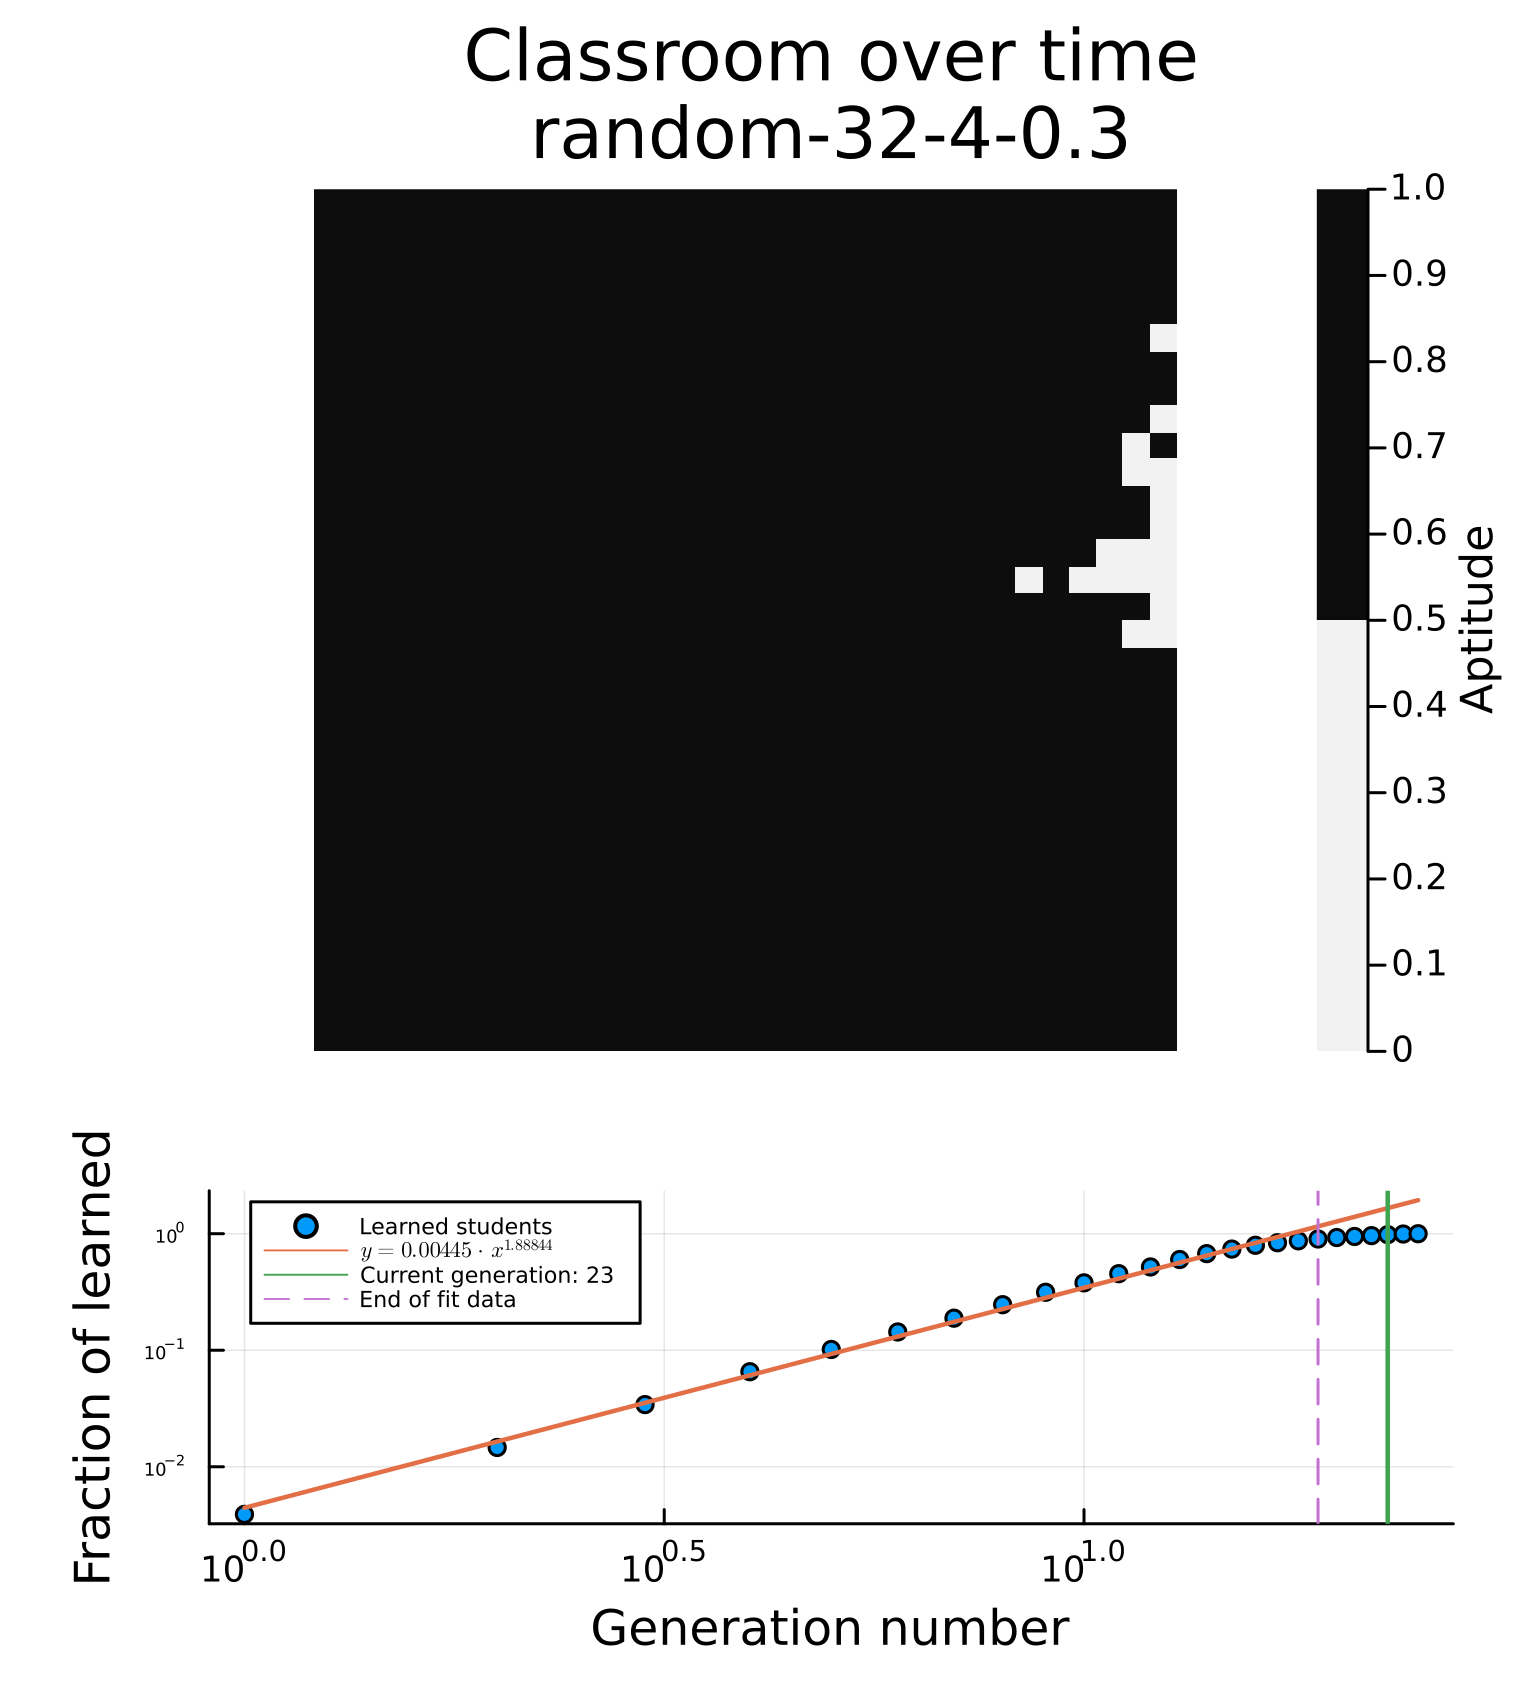 Classroom over time
random-32-4-0.3
1.0
0.9
0.8
0.7
0.6
0.5
0.4
0.3
0.2
0.1
0
Aptitude
Fraction of learned
10⁰
10⁻¹
10⁻²
Learned students
y = 0.00445 · x^1.88844
Current generation: 23
End of fit data
10^0.0
10^0.5
10^1.0
Generation number